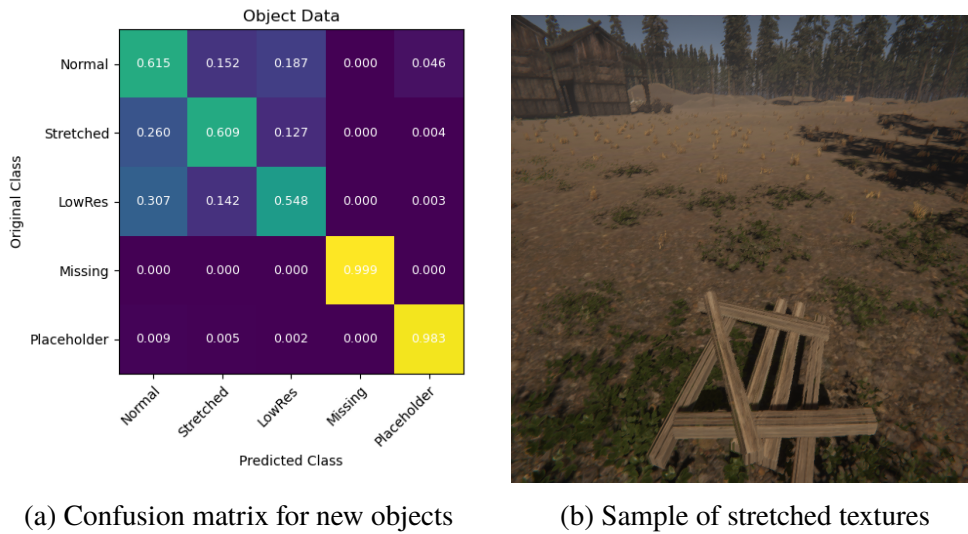 Object Data
Original Class
Normal 0.615 0.152 0.187 0.000 0.046
Stretched 0.260 0.609 0.127 0.000 0.004
LowRes 0.307 0.142 0.548 0.000 0.003
Missing 0.000 0.000 0.000 0.999 0.000
Placeholder 0.009 0.005 0.002 0.000 0.983
Normal Stretched LowRes Missing Placeholder
Predicted Class
(a) Confusion matrix for new objects
(b) Sample of stretched textures